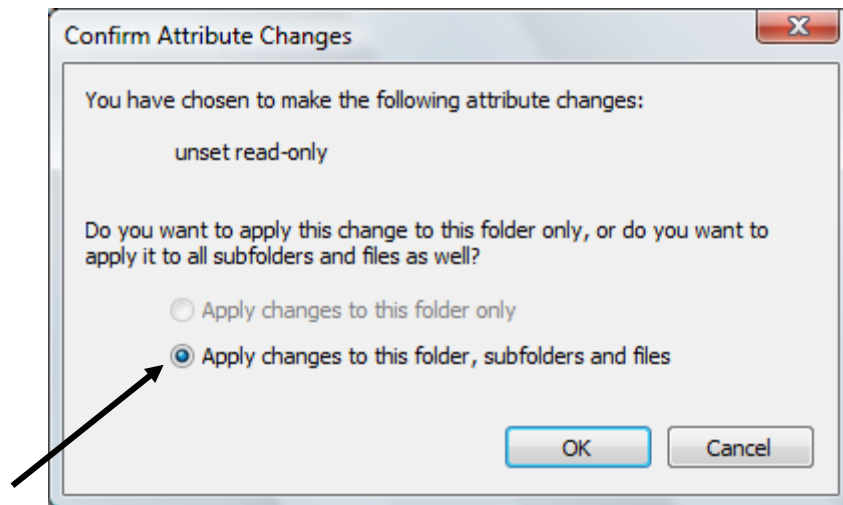 Confirm Attribute Changes
You have chosen to make the following attribute changes:
unset read-only
Do you want to apply this change to this folder only, or do you want to
apply it to all subfolders and files as well?
Apply changes to this folder only
Apply changes to this folder, subfolders and files
OK Cancel